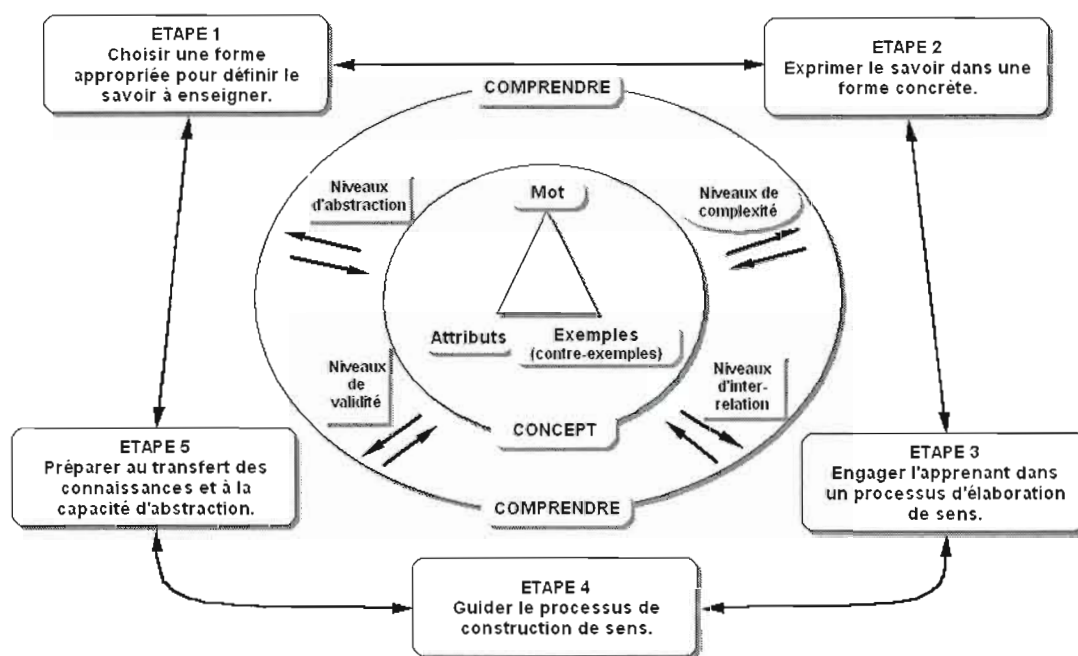 ETAPE 1
Choisir une forme
appropriée pour définir le
savoir à enseigner.
ETAPE 2
Exprimer le savoir dans une
forme concrète.
COMPRENDRE
Niveaux
d'abstraction
Mot
Niveaux de
complexité
Attributs
Exemples
(contre-exemples)
Niveaux
de
validité
Niveaux
d'inter-
relation
CONCEPT
COMPRENDRE
ETAPE 5
Préparer au transfert des
connaissances et à la
capacité d'abstraction.
ETAPE 3
Engager l'apprenant dans
un processus d'élaboration
de sens.
ETAPE 4
Guider le processus de
construction de sens.